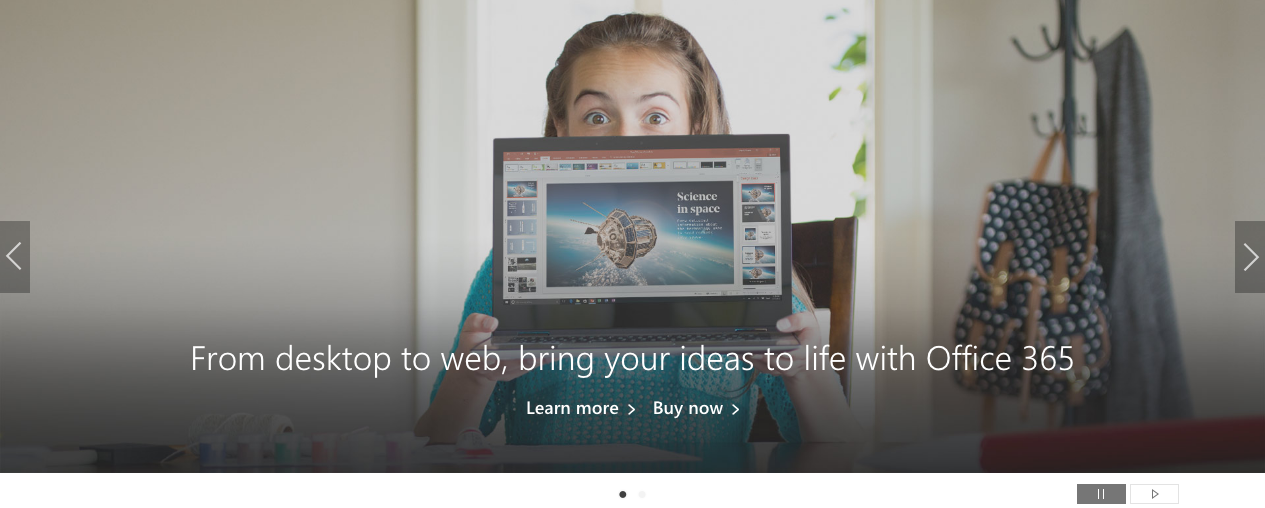 Science
in space
From desktop to web, bring your ideas to life with Office 365
Learn more
Buy now